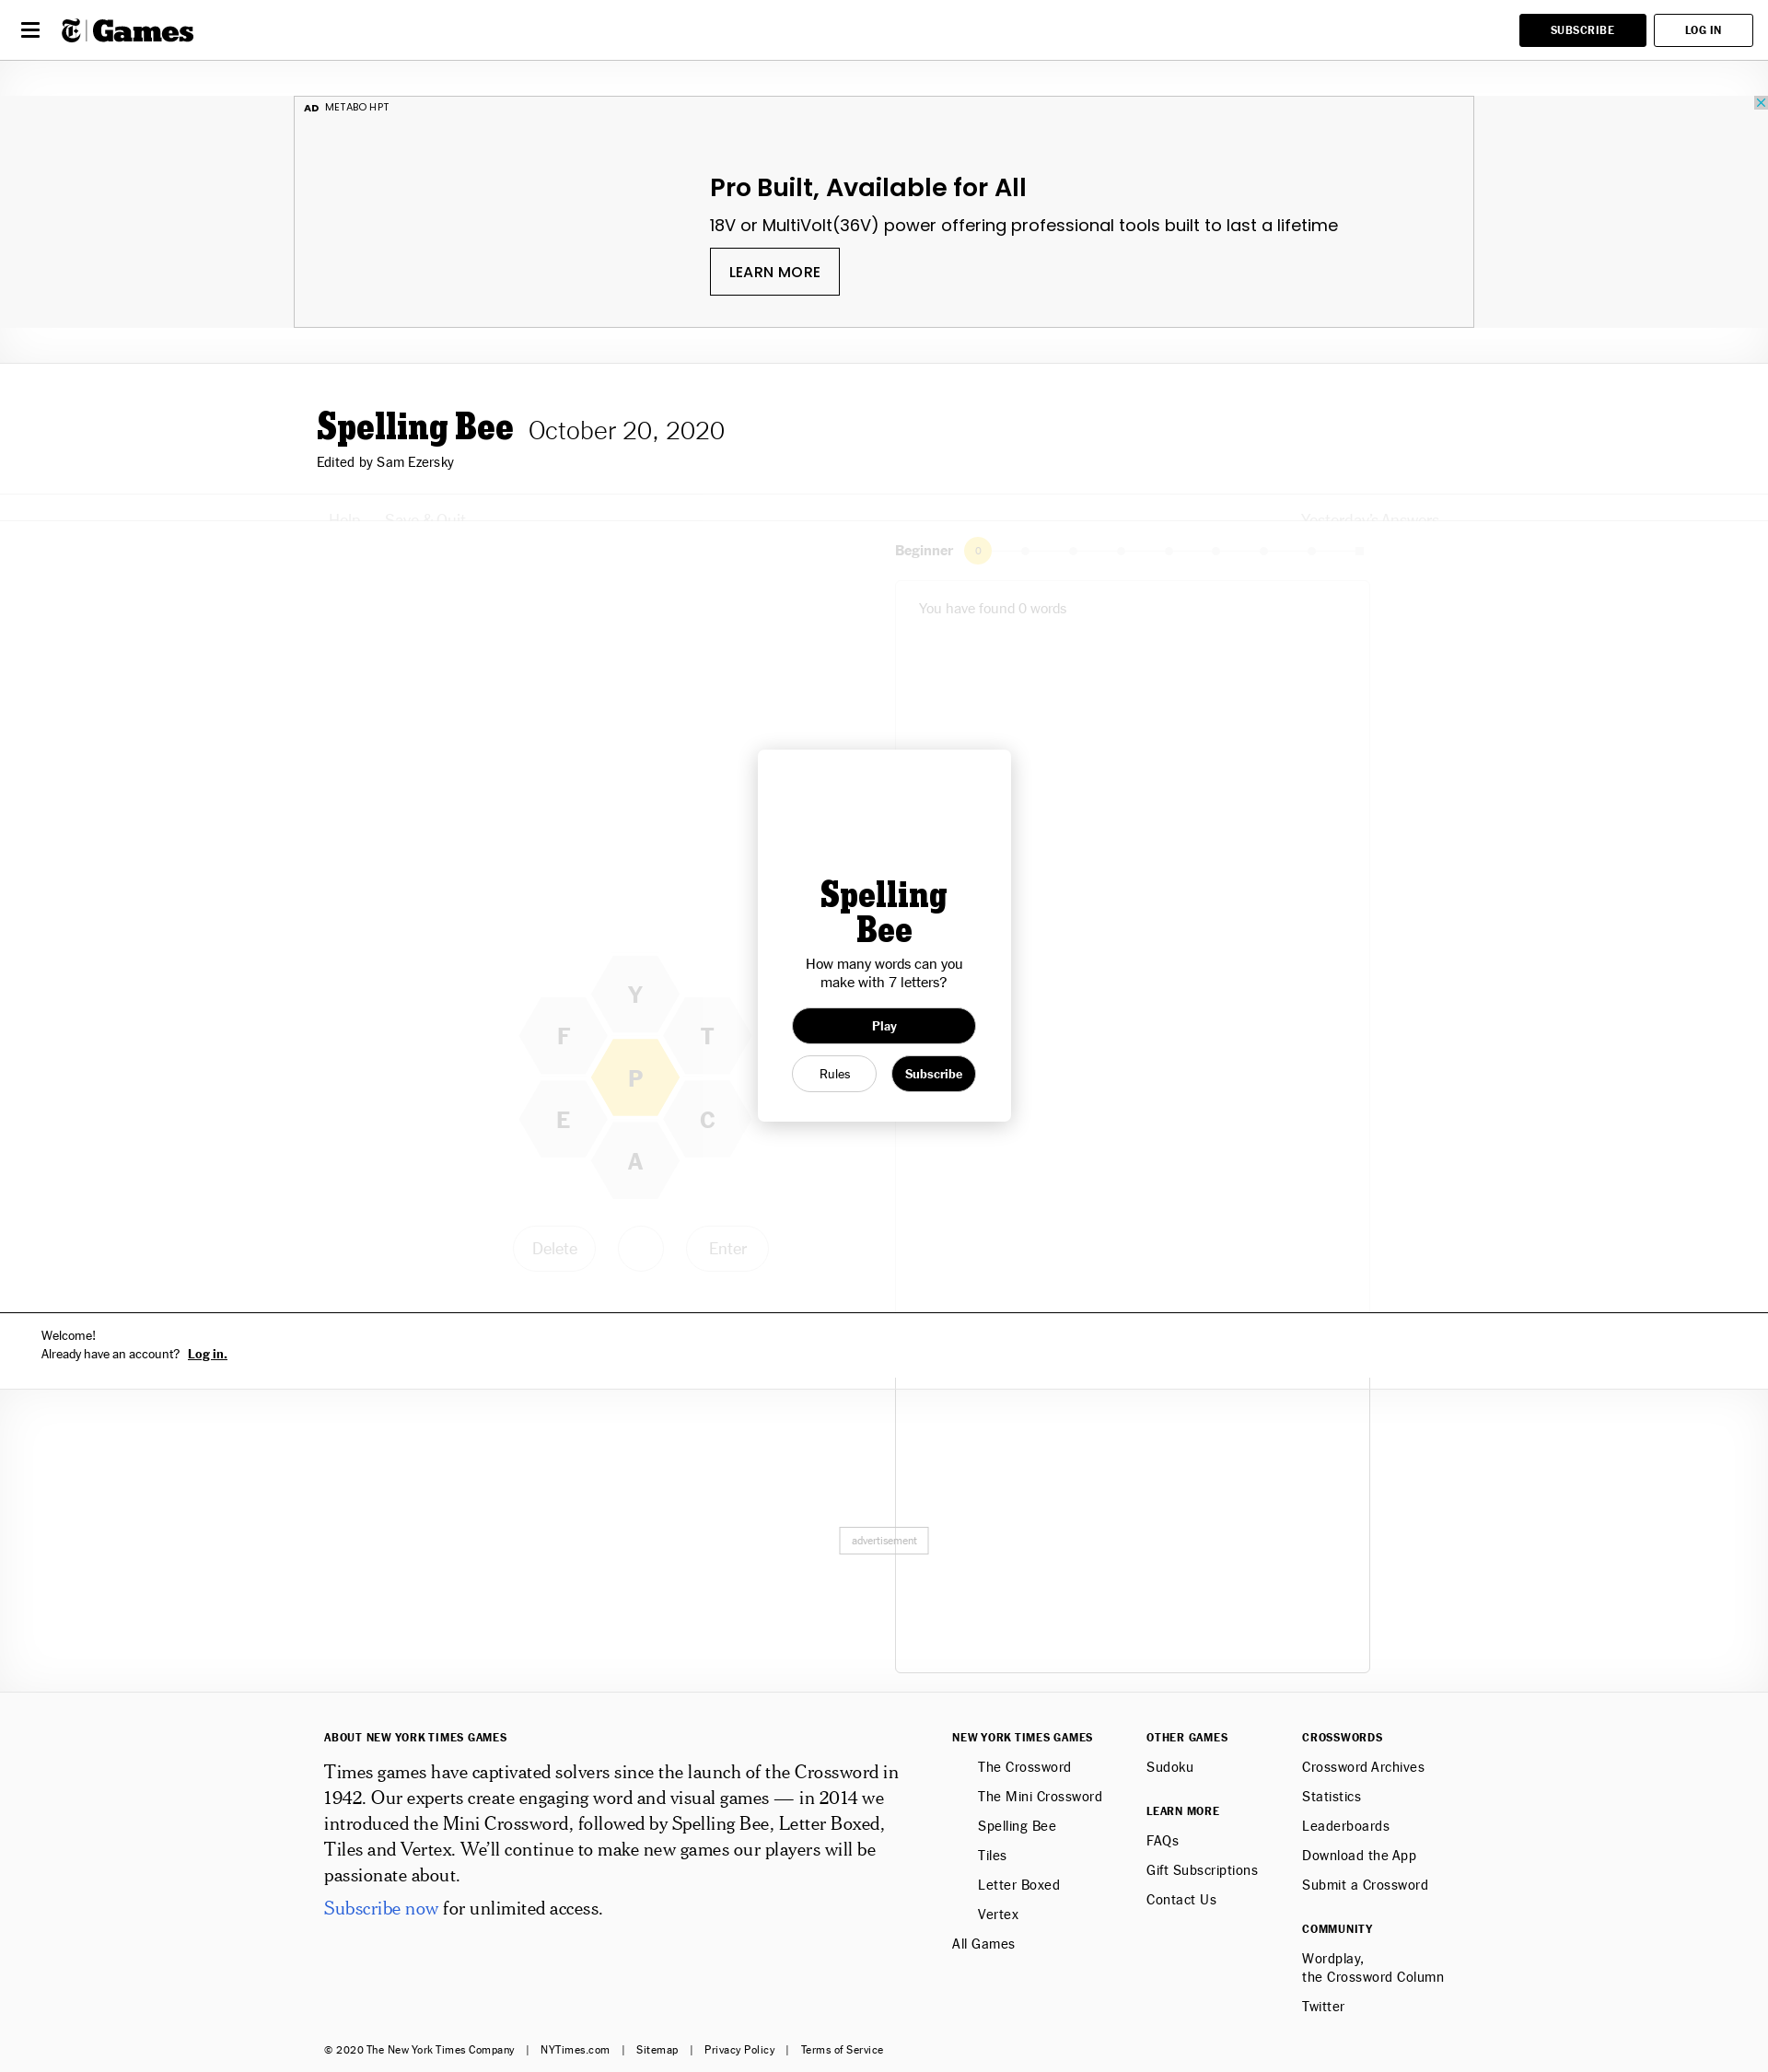 Games
SUBSCRIBE
LOG IN
AD METABO HPT
Pro Built, Available for All
18V or MultiVolt(36V) power offering professional tools built to last a lifetime
LEARN MORE
Spelling Bee October 20, 2020
Edited by Sam Ezersky
Help Save & Quit Yesterday's Answers
Beginner 0
You have found 0 words
Spelling
Bee
How many words can you
make with 7 letters?
Play
Rules Subscribe
Y
F T
P
E C
A
Delete Enter
Welcome!
Already have an account? Log in.
advertisement
ABOUT NEW YORK TIMES GAMES
Times games have captivated solvers since the launch of the Crossword in
1942. Our experts create engaging word and visual games — in 2014 we
introduced the Mini Crossword, followed by Spelling Bee, Letter Boxed,
Tiles and Vertex. We’ll continue to make new games our players will be
passionate about.
Subscribe now for unlimited access.
NEW YORK TIMES GAMES
The Crossword
The Mini Crossword
Spelling Bee
Tiles
Letter Boxed
Vertex
All Games
OTHER GAMES
Sudoku
LEARN MORE
FAQs
Gift Subscriptions
Contact Us
CROSSWORDS
Crossword Archives
Statistics
Leaderboards
Download the App
Submit a Crossword
COMMUNITY
Wordplay,
the Crossword Column
Twitter
© 2020 The New York Times Company | NYTimes.com | Sitemap | Privacy Policy | Terms of Service